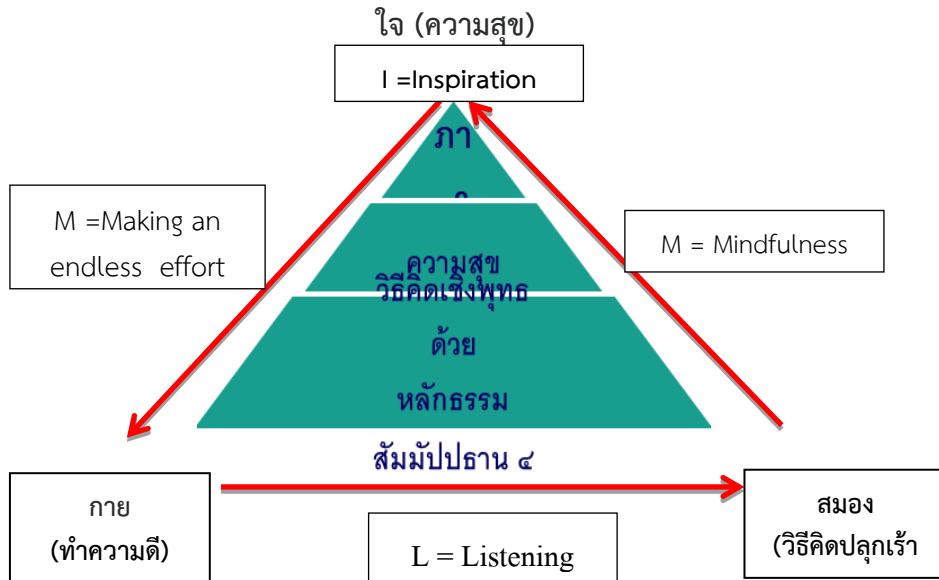 ใจ (ความสุข)
I =Inspiration
ภา
M =Making an
endless effort
M = Mindfulness
ความสุข
วิธีคิดเชิงพุทธ
ด้วย
หลักธรรม
สัมมัปปธาน ๔
กาย
(ทำความดี)
L = Listening
สมอง
(วิธีคิดปลุกเร้า